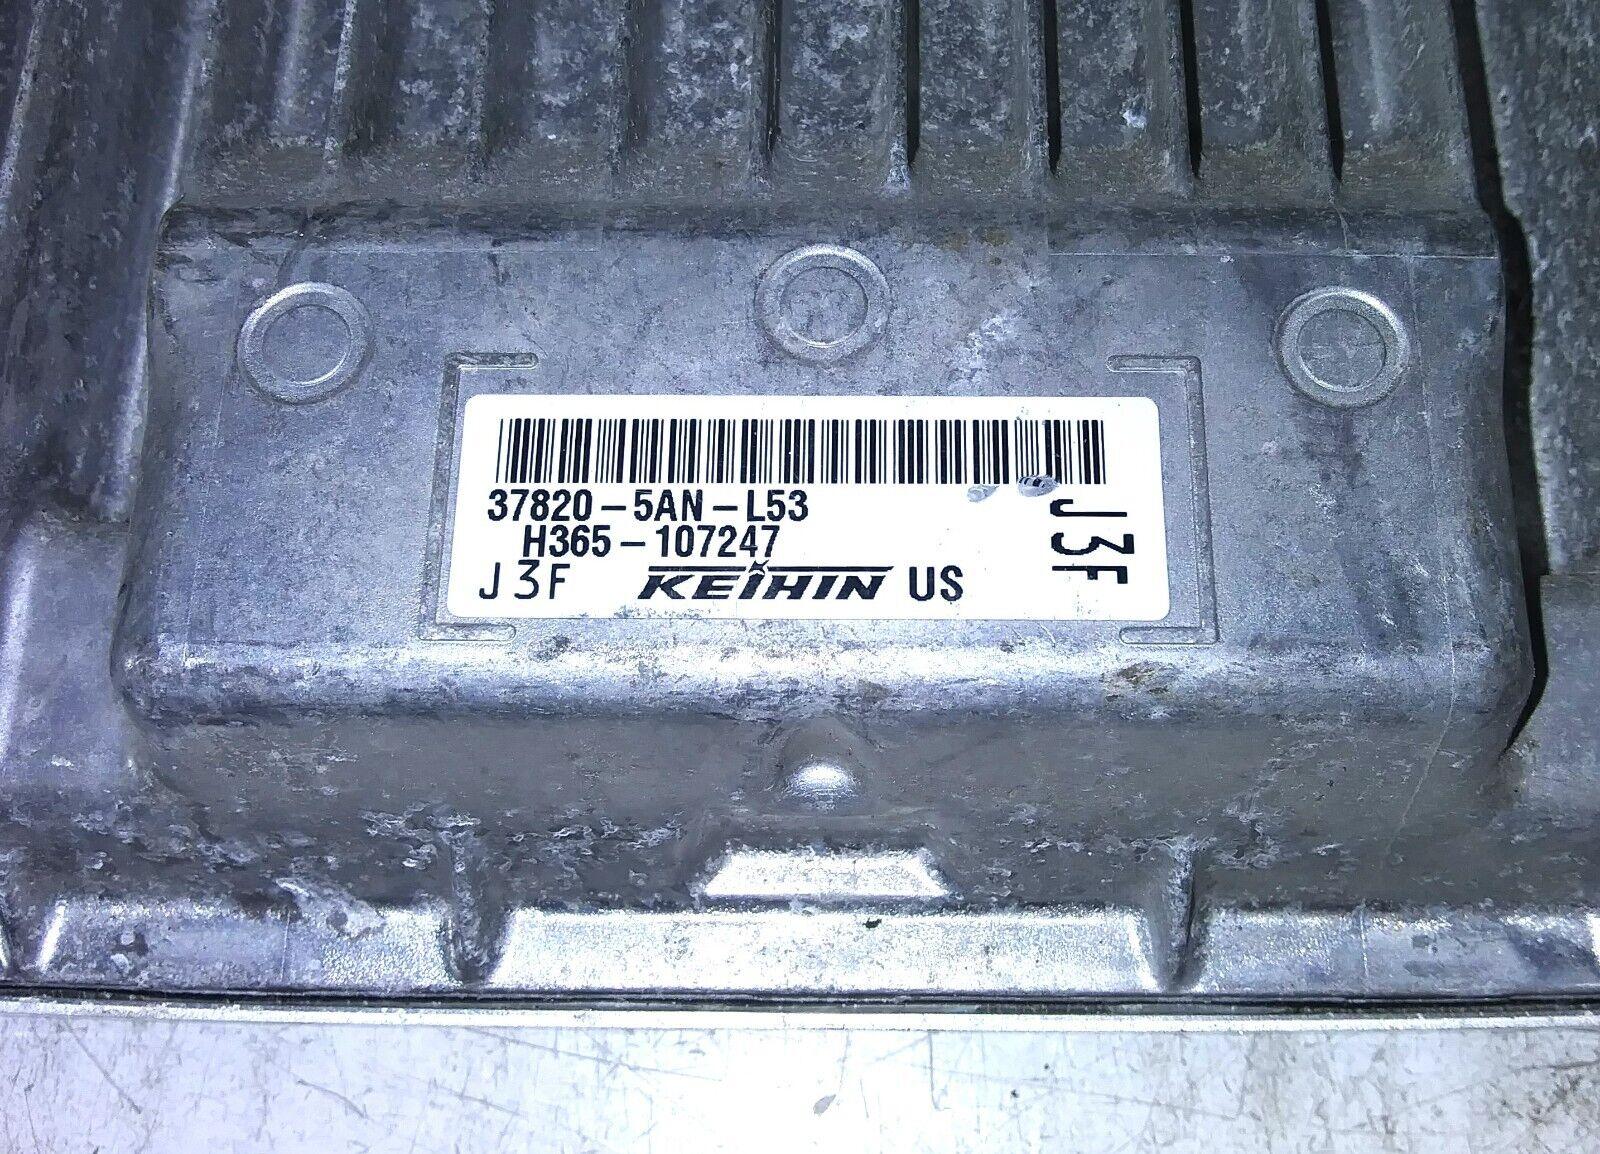 37820-5AN-L53
H365-107247
J3F KEIHIN US
J3F